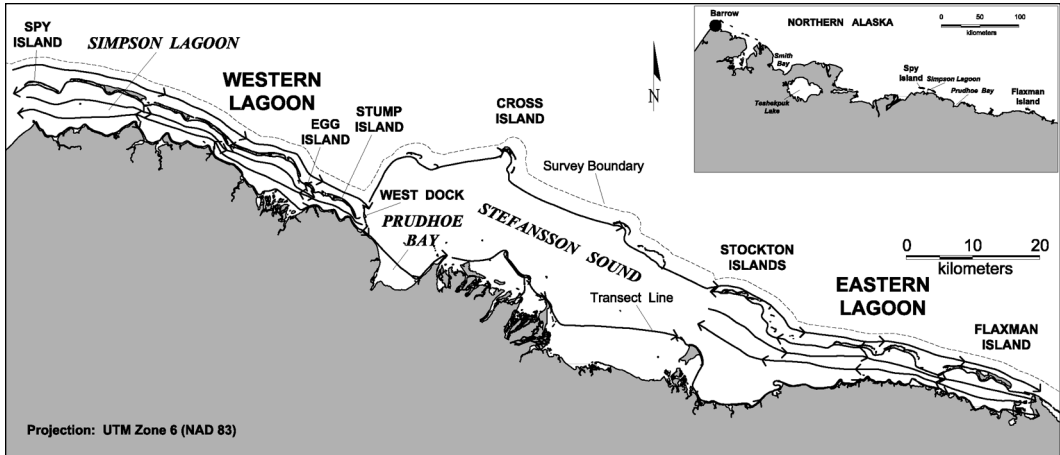 SPY
ISLAND
SIMPSON LAGOON
WESTERN
LAGOON
EGG
ISLAND
STUMP
ISLAND
WEST DOCK
PRUDHOE
BAY
CROSS
ISLAND
N
Survey Boundary
STEFANSSON SOUND
Transect Line
STOCKTON
ISLANDS
EASTERN
LAGOON
FLAXMAN
ISLAND
0 10 20
kilometers
Projection: UTM Zone 6 (NAD 83)
Barrow
NORTHERN ALASKA
0 50 100
kilometers
Smith
Bay
Teshekpuk
Lake
Spy
Island
Simpson Lagoon
Prudhoe Bay
Flaxman
Island